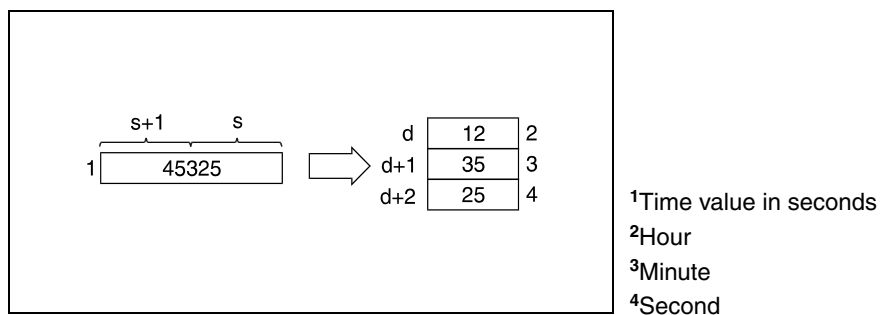 s+1 s
1 45325
d 12 2
d+1 35 3
d+2 25 4
1Time value in seconds
2Hour
3Minute
4Second